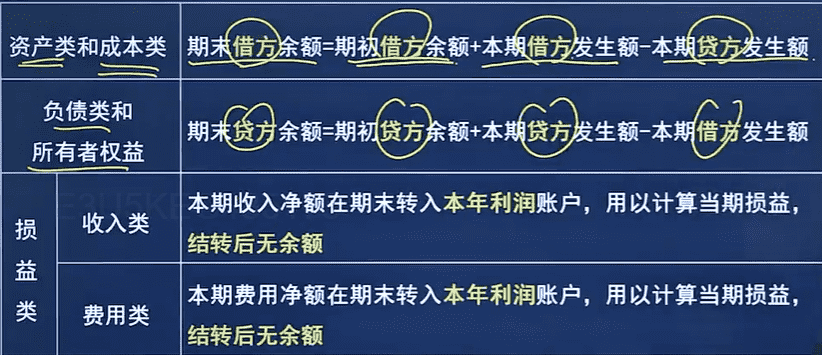 资产类和成本类
期末借方余额=期初借方余额+本期借方发生额-本期贷方发生额
负债类和
所有者权益
期末贷方余额=期初贷方余额+本期贷方发生额-本期借方发生额
损益类
收入类
本期收入净额在期末转入本年利润账户，用以计算当期损益，
结转后无余额
费用类
本期费用净额在期末转入本年利润账户，用以计算当期损益，
结转后无余额